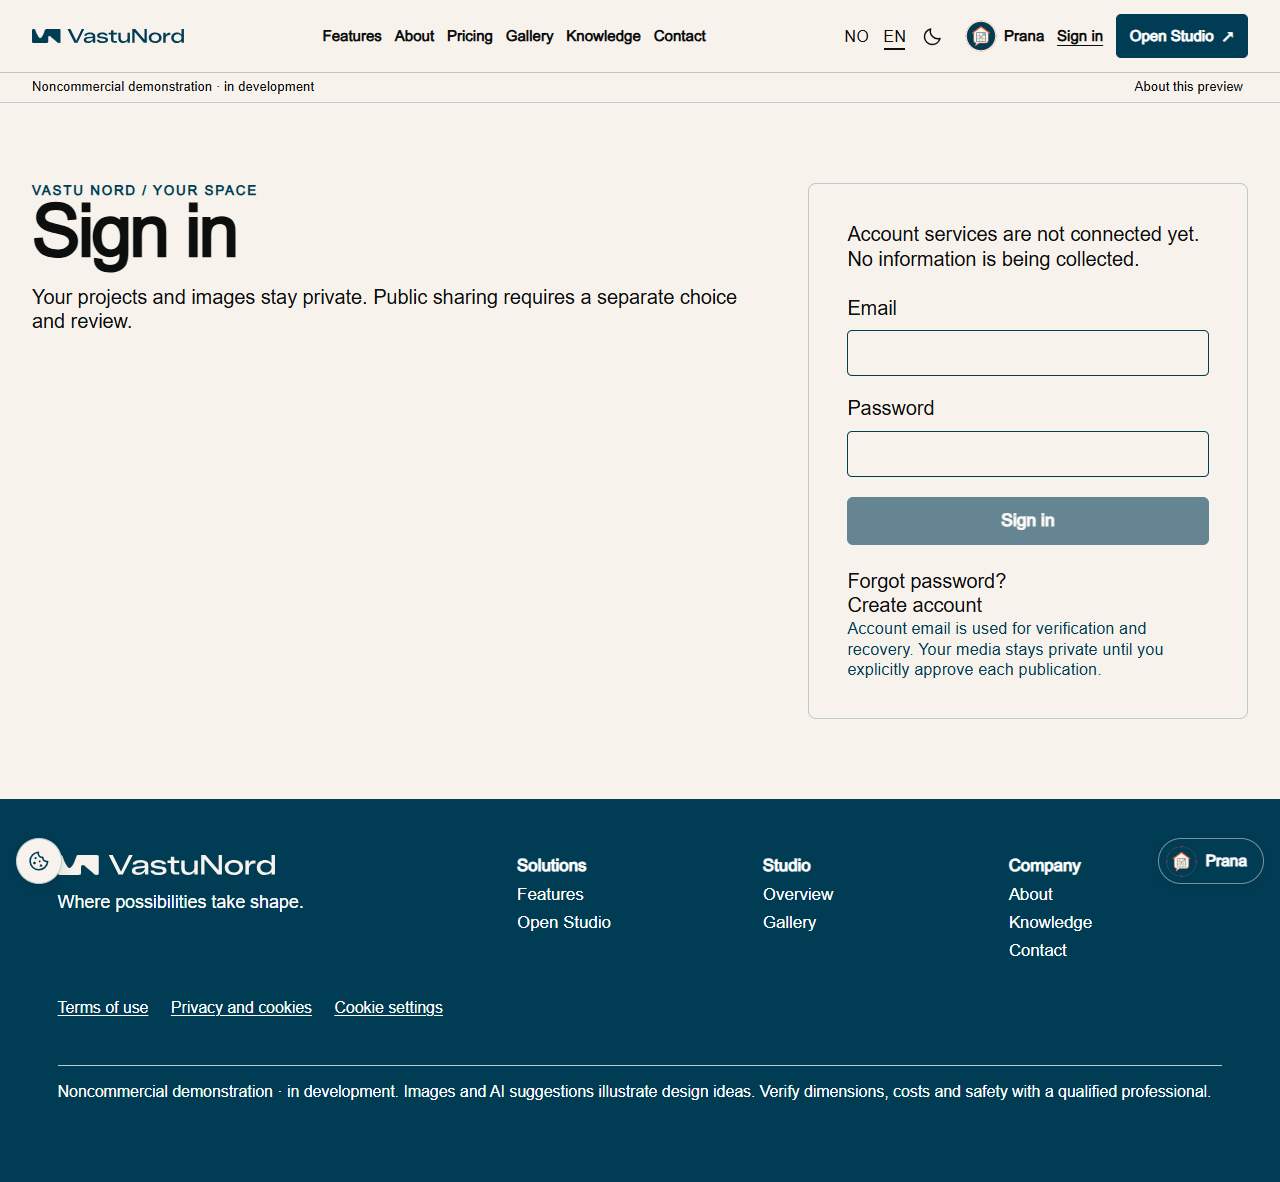 VastuNord
Features About Pricing Gallery Knowledge Contact
NO EN
Prana
Sign in
Open Studio ↗
Noncommercial demonstration · in development
About this preview
VASTU NORD / YOUR SPACE
Sign in
Your projects and images stay private. Public sharing requires a separate choice
and review.
Account services are not connected yet.
No information is being collected.
Email
Password
Sign in
Forgot password?
Create account
Account email is used for verification and
recovery. Your media stays private until you
explicitly approve each publication.
VastuNord
Where possibilities take shape.
Solutions
Features
Open Studio
Studio
Overview
Gallery
Company
About
Knowledge
Contact
Prana
Terms of use Privacy and cookies Cookie settings
Noncommercial demonstration · in development. Images and AI suggestions illustrate design ideas. Verify dimensions, costs and safety with a qualified professional.